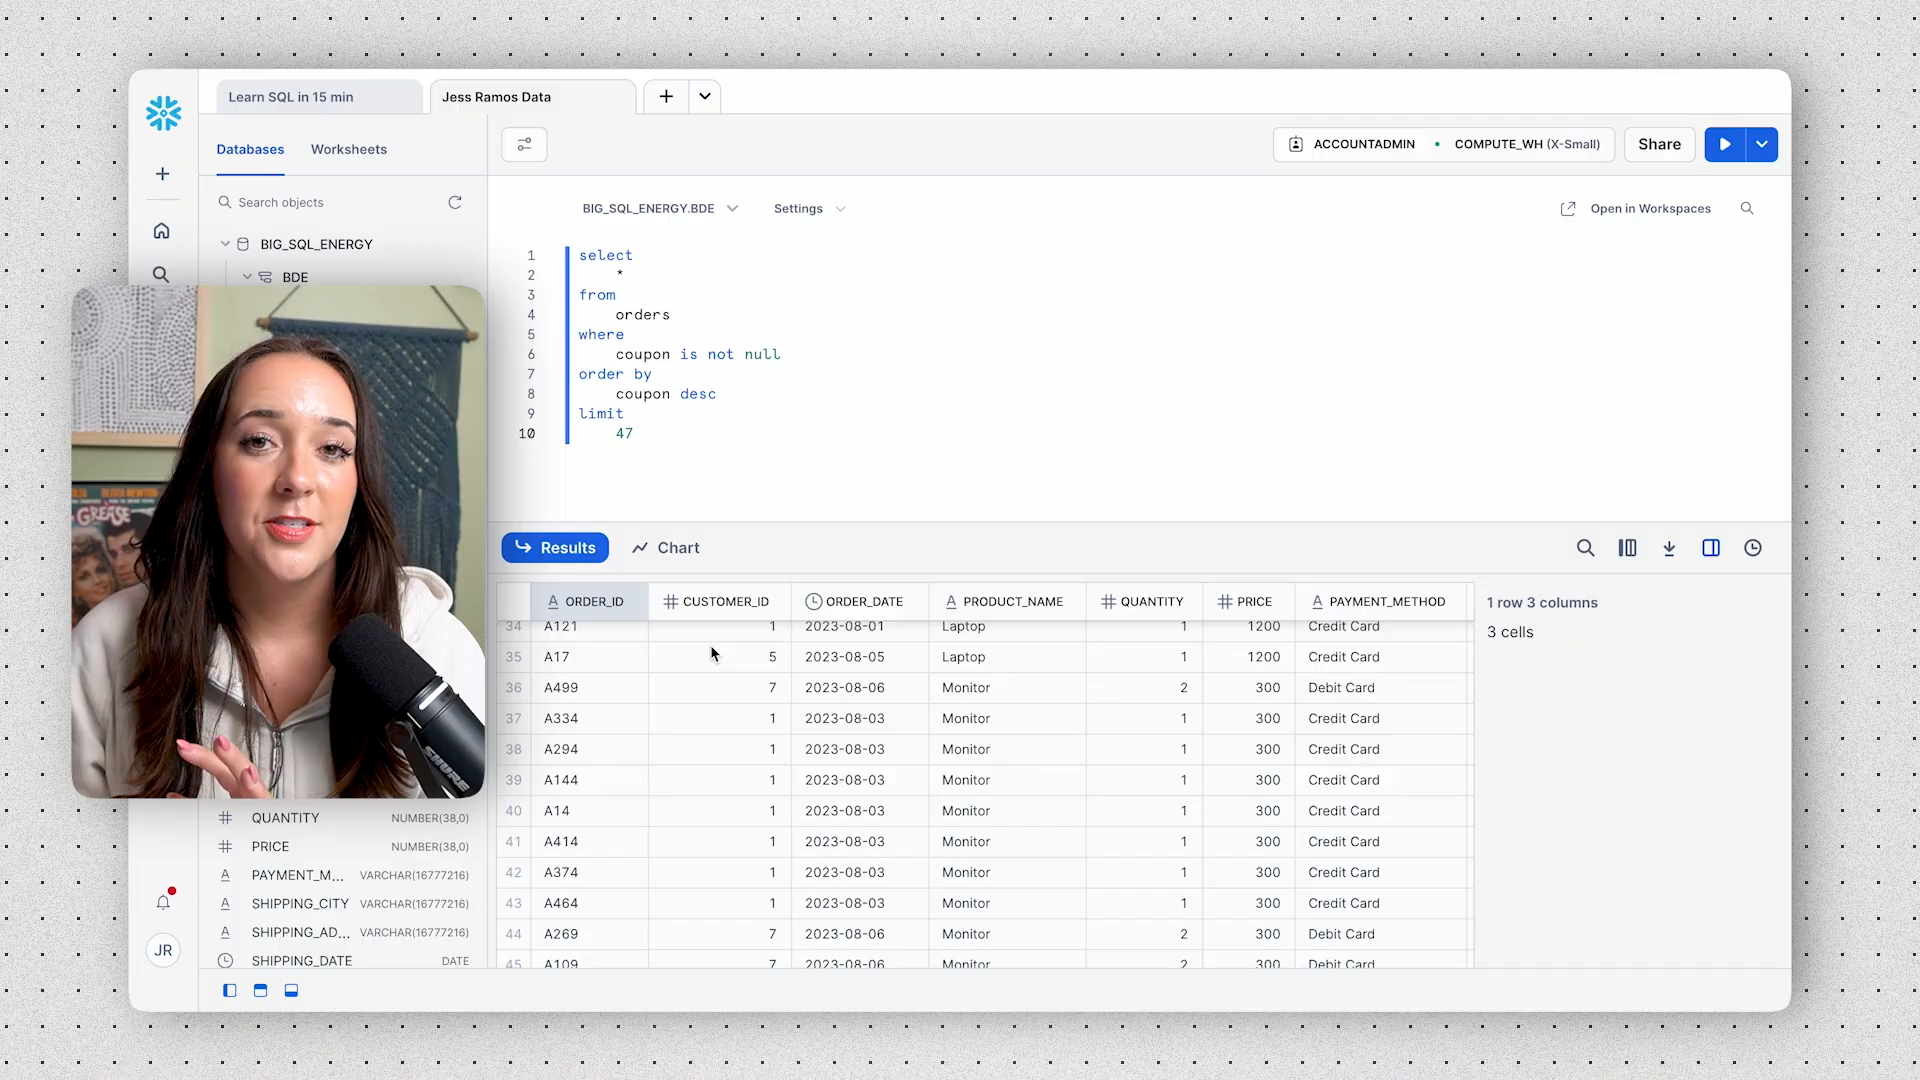 Learn SQL in 15 min
Jess Ramos Data
Databases
Worksheets
ACCOUNTADMIN
COMPUTE_WH (X-Small)
Share
Search objects
BIG_SQL_ENERGY.BDE
Settings
Open in Workspaces
BIG_SQL_ENERGY
BDE
1 select
2 *
3 from
4 orders
5 where
6 coupon is not null
7 order by
8 coupon desc
9 limit
10 47
GREASE
SHURE
QUANTITY NUMBER(38,0)
PRICE NUMBER(38,0)
PAYMENT_M... VARCHAR(16777216)
SHIPPING_CITY VARCHAR(16777216)
SHIPPING_AD... VARCHAR(16777216)
SHIPPING_DATE DATE
JR
Results
Chart
ORDER_ID CUSTOMER_ID ORDER_DATE PRODUCT_NAME QUANTITY PRICE PAYMENT_METHOD
34 A121 1 2023-08-01 Laptop 1 1200 Credit Card
35 A17 5 2023-08-05 Laptop 1 1200 Credit Card
36 A499 7 2023-08-06 Monitor 2 300 Debit Card
37 A334 1 2023-08-03 Monitor 1 300 Credit Card
38 A294 1 2023-08-03 Monitor 1 300 Credit Card
39 A144 1 2023-08-03 Monitor 1 300 Credit Card
40 A14 1 2023-08-03 Monitor 1 300 Credit Card
41 A414 1 2023-08-03 Monitor 1 300 Credit Card
42 A374 1 2023-08-03 Monitor 1 300 Credit Card
43 A464 1 2023-08-03 Monitor 1 300 Credit Card
44 A269 7 2023-08-06 Monitor 2 300 Debit Card
45 A109 7 2023-08-06 Monitor 2 300 Debit Card
1 row 3 columns
3 cells